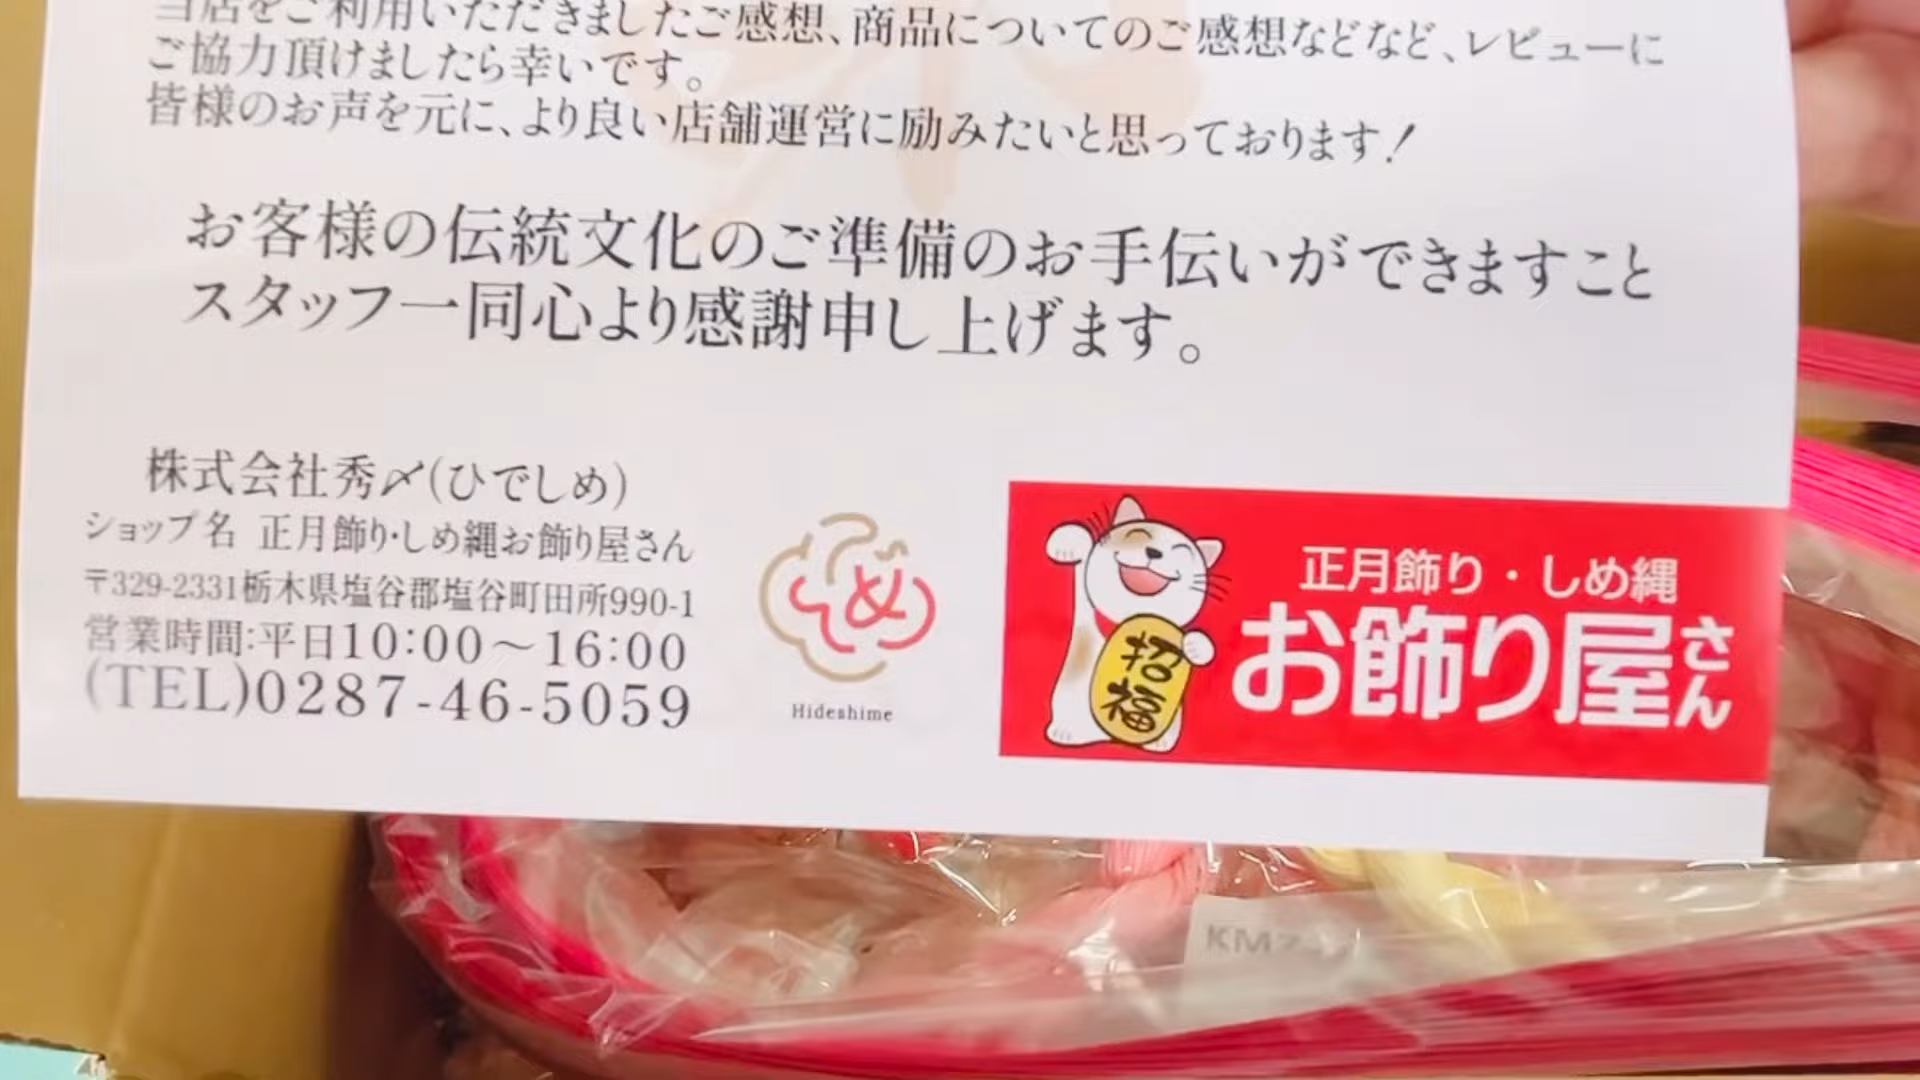 当店をご利用いただきましたご感想、商品についてのご感想などなど、レビューに
ご協力頂けましたら幸いです。
皆様のお声を元に、より良い店舗運営に励みたいと思っております!
お客様の伝統文化のご準備のお手伝いができますこと
スタッフ一同心より感謝申し上げます。
株式会社秀〆(ひでしめ)
ショップ名 正月飾り・しめ縄お飾り屋さん
〒329-2331栃木県塩谷郡塩谷町田所990-1
営業時間:平日10:00～16:00
(TEL)0287-46-5059
しめ
Hideshime
正月飾り・しめ縄
お飾り屋さん
招福